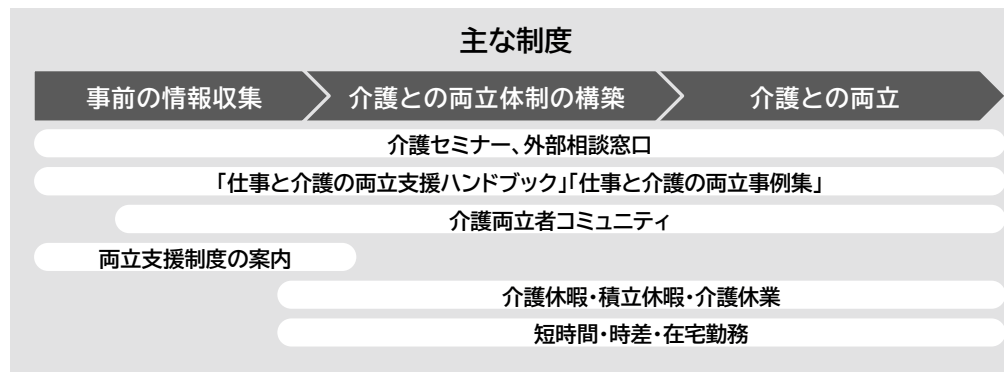 主な制度
事前の情報収集
介護との両立体制の構築
介護との両立
介護セミナー、外部相談窓口
「仕事と介護の両立支援ハンドブック」「仕事と介護の両立事例集」
介護両立者コミュニティ
両立支援制度の案内
介護休暇・積立休暇・介護休業
短時間・時差・在宅勤務